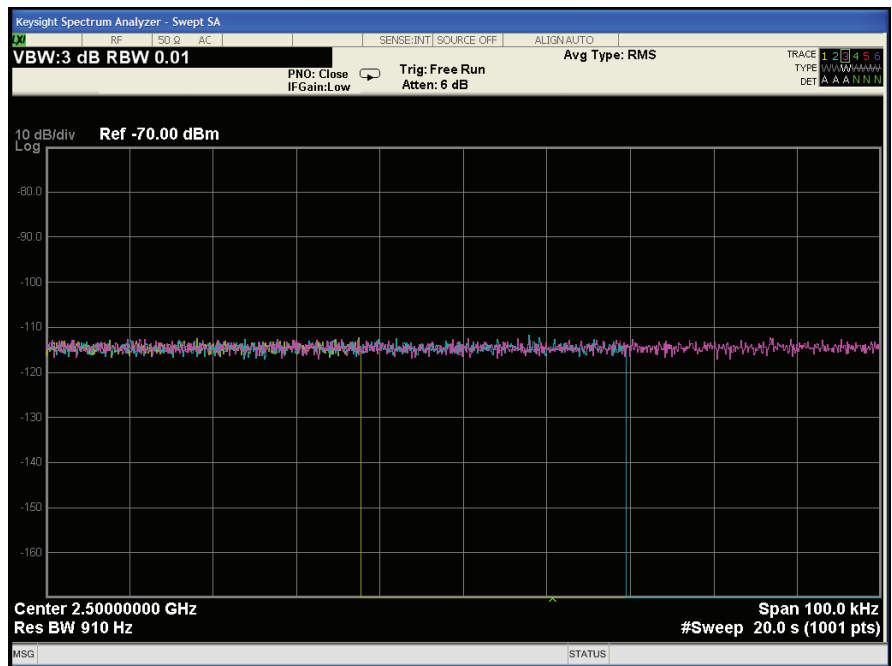 Keysight Spectrum Analyzer - Swept SA
LXI RF 50 Ω AC SENSE:INT SOURCE OFF ALIGN AUTO
VBW:3 dB RBW 0.01
PNO: Close
IFGain:Low
Trig: Free Run
Atten: 6 dB
Avg Type: RMS
TRACE 1 2 3 4 5 6
TYPE
DET A A A N N N
10 dB/div Ref -70.00 dBm
Log
-80.0
-90.0
-100
-110
-120
-130
-140
-150
-160
Center 2.50000000 GHz Span 100.0 kHz
Res BW 910 Hz #Sweep 20.0 s (1001 pts)
MSG STATUS